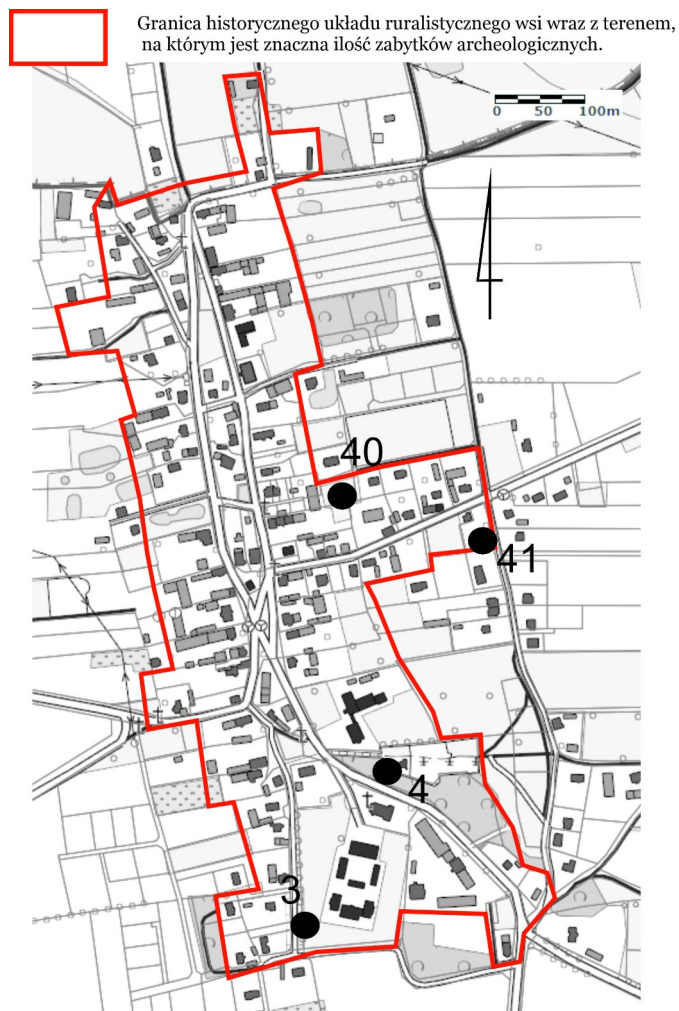 Granica historycznego układu ruralistycznego wsi wraz z terenem,
na którym jest znaczna ilość zabytków archeologicznych.
0 50 100m
40
41
4
3